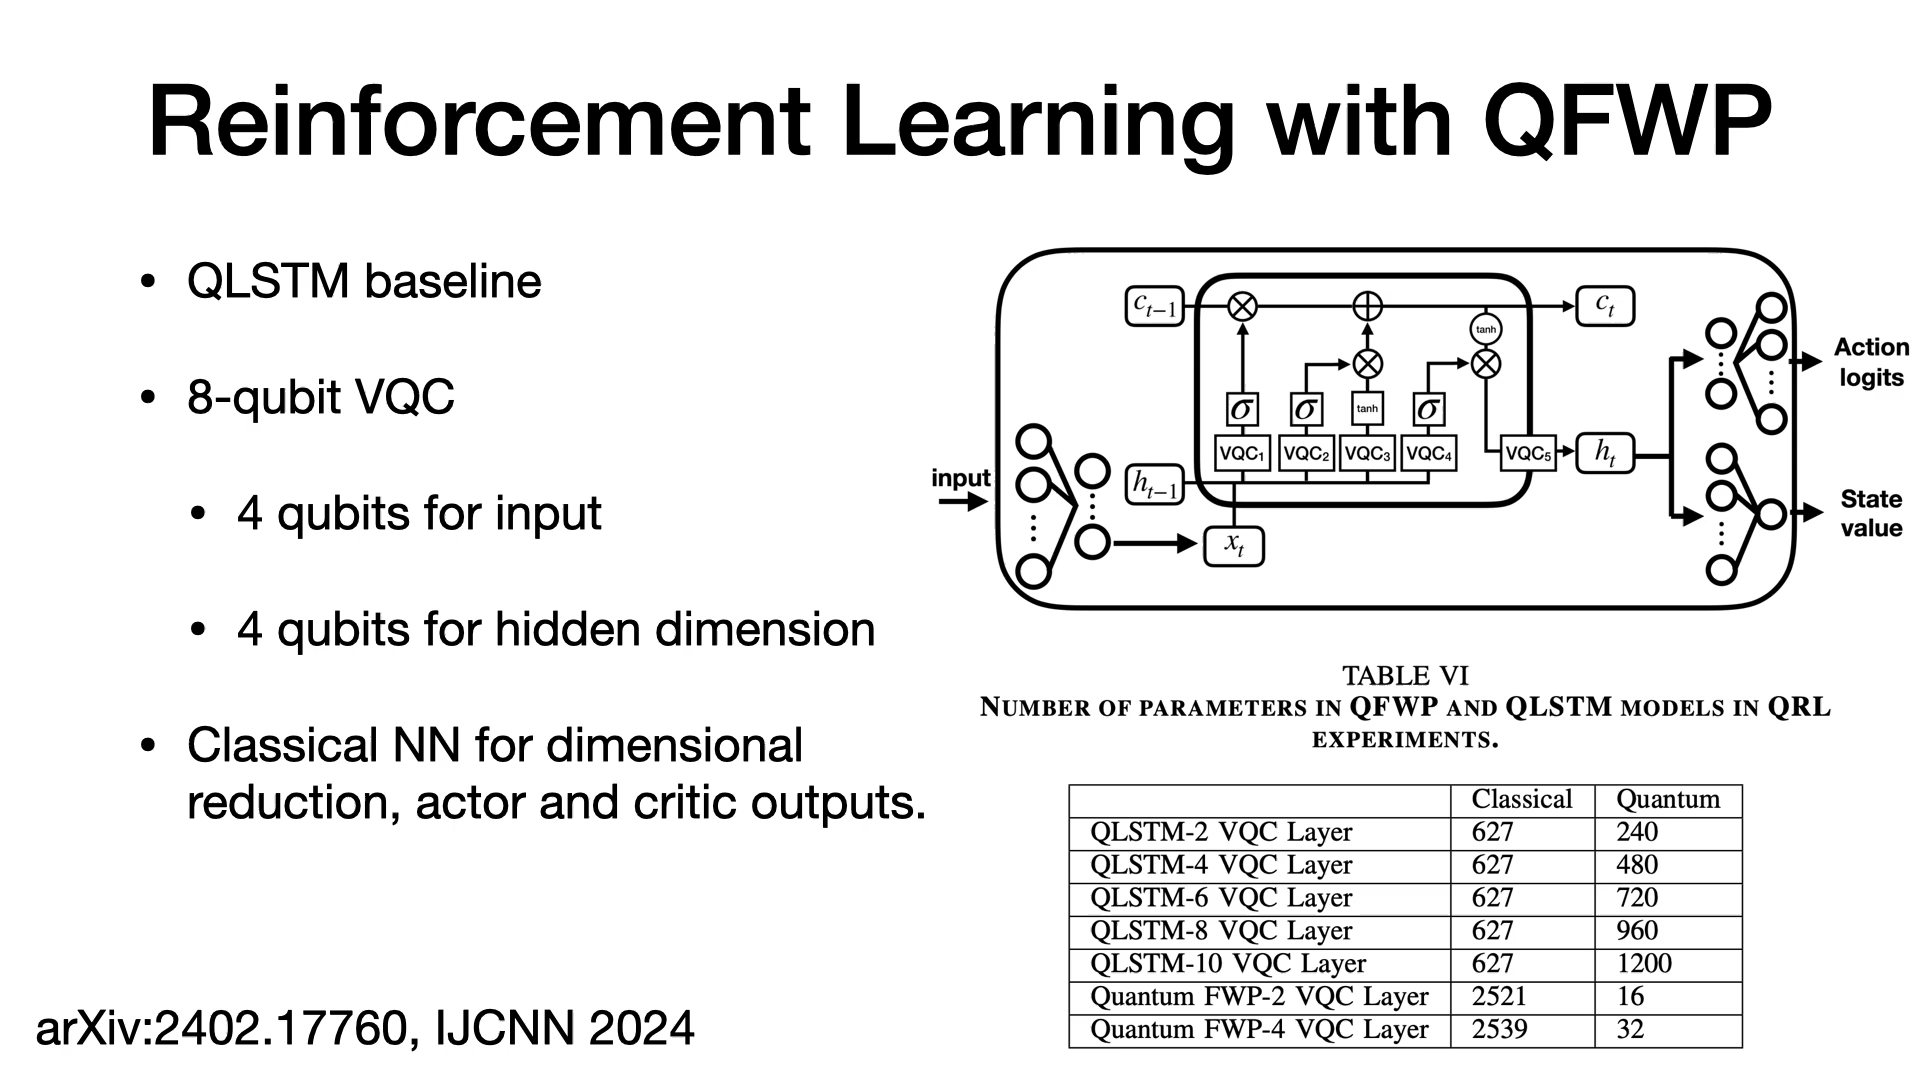 Reinforcement Learning with QFWP
• QLSTM baseline
• 8-qubit VQC
• 4 qubits for input
• 4 qubits for hidden dimension
• Classical NN for dimensional
reduction, actor and critic outputs.
arXiv:2402.17760, IJCNN 2024
c_{t−1}
c_t
tanh
σ
σ
tanh
σ
VQC₁
VQC₂
VQC₃
VQC₄
VQC₅
h_t
h_{t−1}
x_t
input
Action
logits
State
value
TABLE VI
NUMBER OF PARAMETERS IN QFWP AND QLSTM MODELS IN QRL
EXPERIMENTS.
Classical Quantum
QLSTM-2 VQC Layer 627 240
QLSTM-4 VQC Layer 627 480
QLSTM-6 VQC Layer 627 720
QLSTM-8 VQC Layer 627 960
QLSTM-10 VQC Layer 627 1200
Quantum FWP-2 VQC Layer 2521 16
Quantum FWP-4 VQC Layer 2539 32